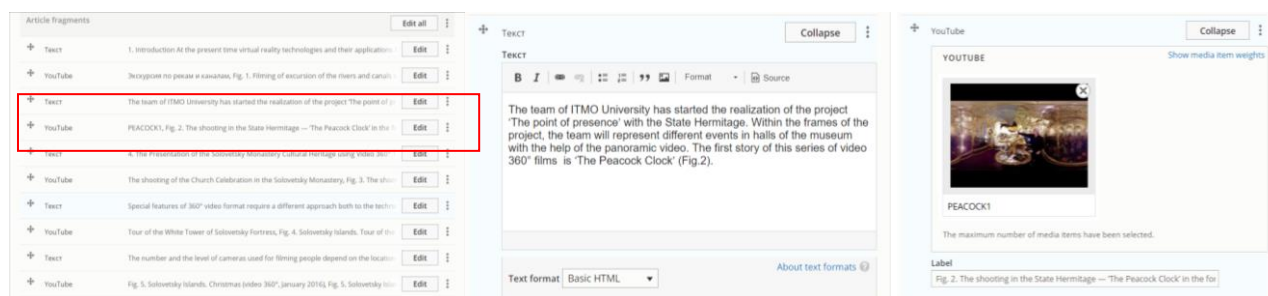 Article fragments
Edit all
Текст
1. Introduction At the present time virtual reality technologies and their applications
Edit
YouTube
Экскурсия по рекам и каналам, Fig. 1. Filming of excursion of the rivers and canals
Edit
Текст
The team of ITMO University has started the realization of the project 'The point of
Edit
YouTube
PEACOCK1, Fig. 2. The shooting in the State Hermitage — 'The Peacock Clock' in the
Edit
Текст
4. The Presentation of the Solovetsky Monastery Cultural Heritage using video 360°
Edit
YouTube
The shooting of the Church Celebration in the Solovetsky Monastery, Fig. 3. The
Edit
Текст
Special features of 360° video format require a different approach both to the
Edit
YouTube
Tour of the White Tower of Solovetsky Fortress, Fig. 4. Solovetsky Islands. Tour of
Edit
Текст
The number and the level of cameras used for filming people depend on the
Edit
YouTube
Fig. 5. Solovetsky Islands. Christmas (video 360°, January 2016), Fig. 5. Solovetsky
Edit
Текст
Collapse
Текст
B I Format Source
The team of ITMO University has started the realization of the project
'The point of presence' with the State Hermitage. Within the frames of the
project, the team will represent different events in halls of the museum
with the help of the panoramic video. The first story of this series of video
360° films is 'The Peacock Clock' (Fig.2).
About text formats
Text format Basic HTML
YouTube
Collapse
YOUTUBE
Show media item weights
PEACOCK1
The maximum number of media items have been selected.
Label
Fig. 2. The shooting in the State Hermitage — 'The Peacock Clock' in the